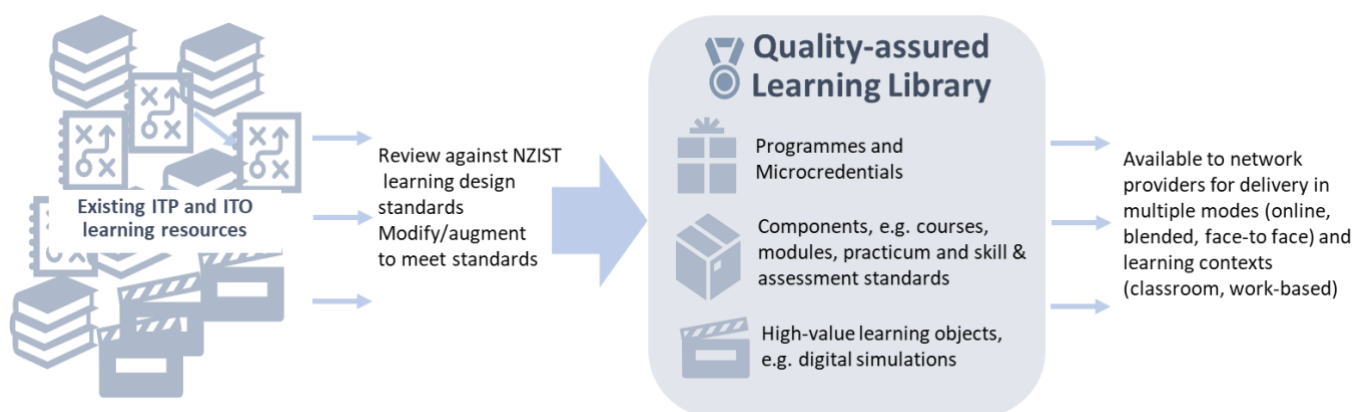 Existing ITP and ITO
learning resources
Review against NZIST
learning design
standards
Modify/augment
to meet standards
Quality-assured
Learning Library
Programmes and
Microcredentials
Components, e.g. courses,
modules, practicum and skill &
assessment standards
High-value learning objects,
e.g. digital simulations
Available to network
providers for delivery in
multiple modes (online,
blended, face-to face) and
learning contexts
(classroom, work-based)